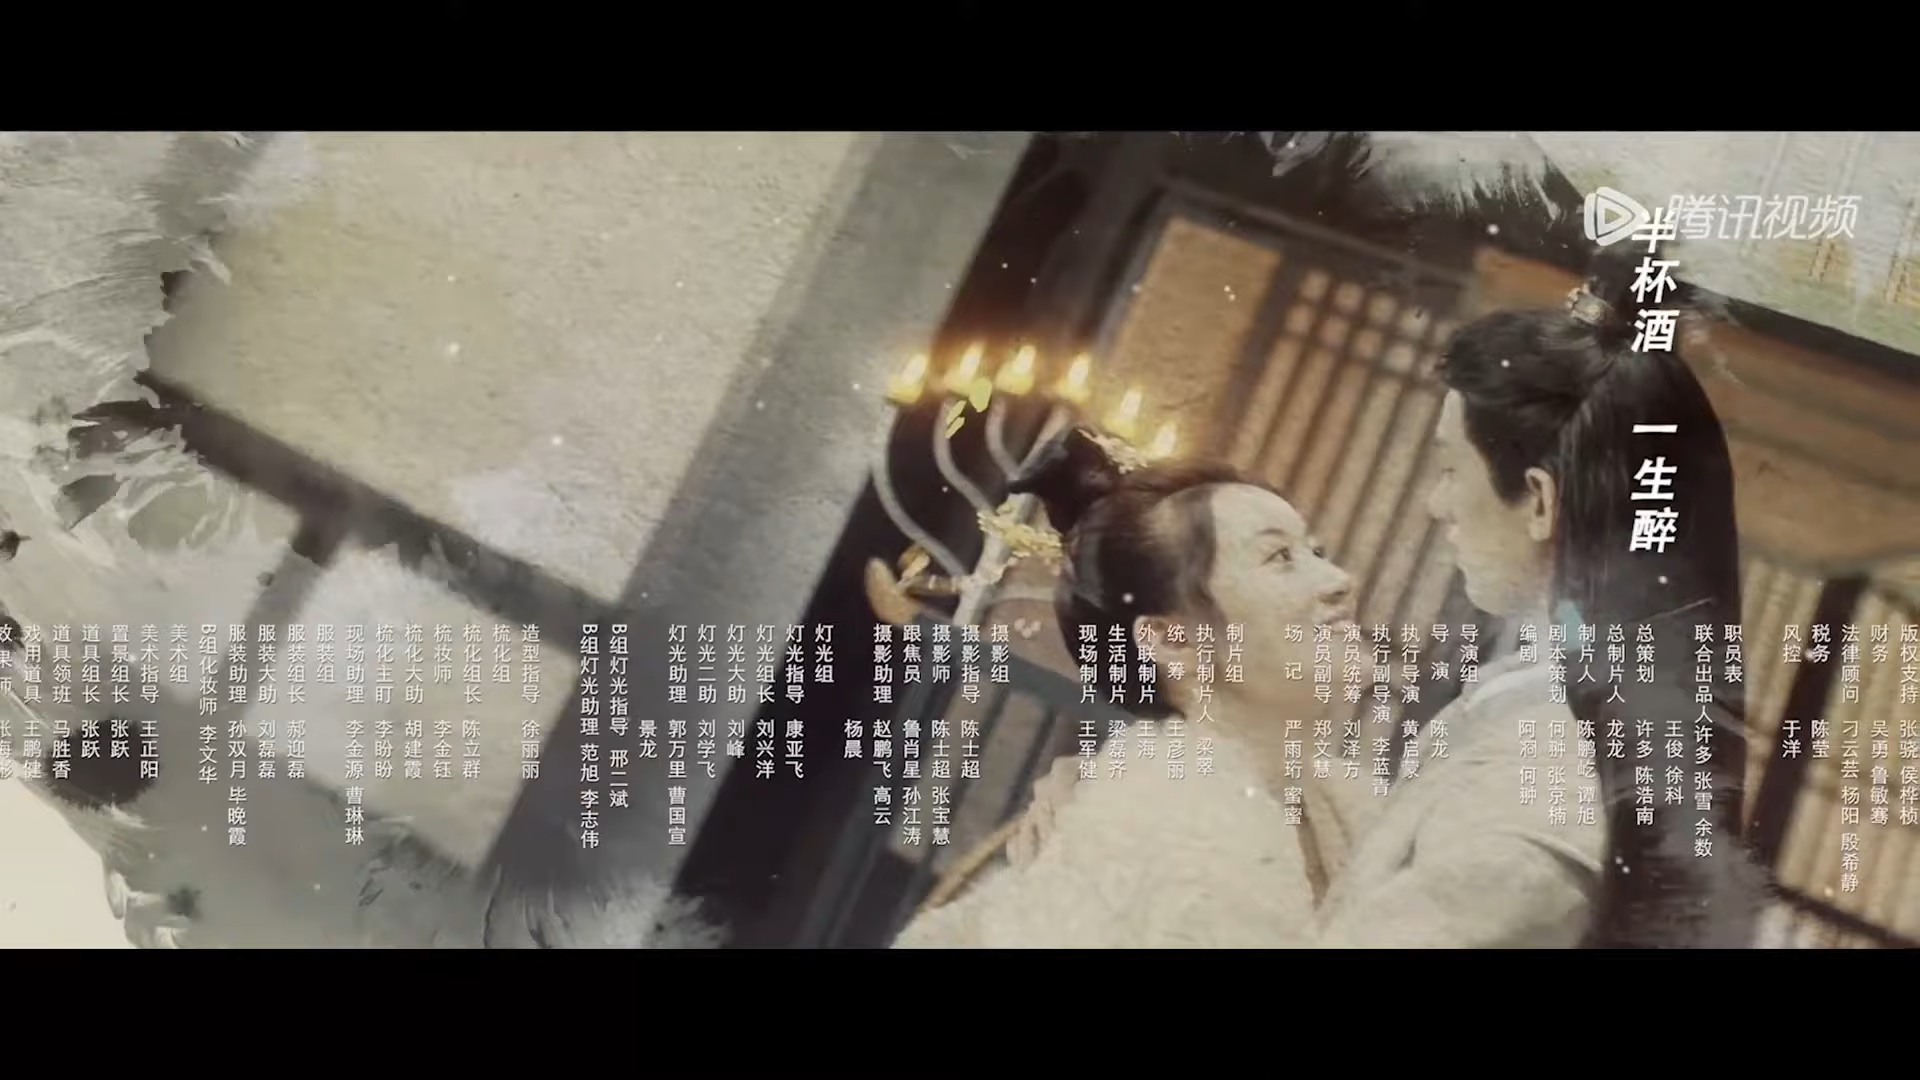 腾讯视频
半杯酒 一生醉
版权支持 张骁 侯桦桢
财务 吴勇 鲁敏骞
法律顾问 刁云芸 杨阳 殷希静
税务 陈莹
风控 于洋
职员表
联合出品人 许多 张雪 余数
王俊 徐科
总策划 许多 陈浩南
总制片人 龙龙
制片人 陈鹏屹 谭旭
剧本策划 何翀 张京楠
编剧 阿洞 何翀
导演组
导演 陈龙
执行导演 黄启蒙
执行副导演 李蓝青
演员统筹 刘泽方
演员副导 郑文慧
场记 严雨珩 蜜蜜
制片组
执行制片人 梁翠
统筹 王彦丽
外联制片 王海
生活制片 梁磊齐
现场制片 王军健
摄影组
摄影指导 陈士超
摄影师 陈士超 张宝慧
跟焦员 鲁肖星 孙江涛
摄影助理 赵鹏飞 高云
杨晨
灯光组
灯光指导 康亚飞
灯光组长 刘兴洋
灯光大助 刘峰
灯光二助 刘学飞
灯光助理 郭万里 曹国宣
景龙
B组灯光指导 邢二斌
B组灯光助理 范旭 李志伟
造型指导 徐丽丽
梳化组
梳化组长 陈立群
梳妆师 李金钰
梳化大助 胡建霞
梳化主盯 李盼盼
现场助理 李金源 曹琳琳
服装组
服装组长 郝迎磊
服装大助 刘磊磊
服装助理 孙双月 毕晚霞
B组化妆师 李文华
美术组
美术指导 王正阳
置景组长 张跃
道具组长 张跃
道具领班 马胜香
戏用道具 王鹏健
效果师 张海彬